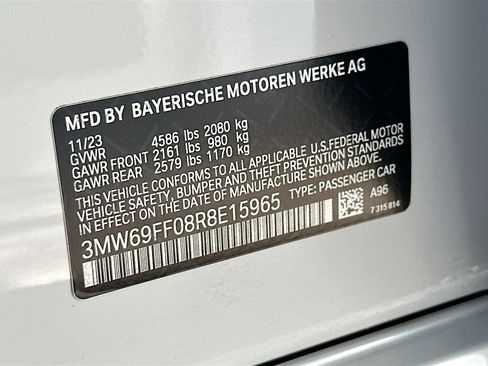 MFD BY BAYERISCHE MOTOREN WERKE AG
11/23 4586 lbs 2080 kg
GVWR
GAWR FRONT 2161 lbs 980 kg
GAWR REAR 2579 lbs 1170 kg
THIS VEHICLE CONFORMS TO ALL APPLICABLE U.S.FEDERAL MOTOR
VEHICLE SAFETY, BUMPER AND THEFT PREVENTION STANDARDS
IN EFFECT ON THE DATE OF MANUFACTURE SHOWN ABOVE.
3MW69FF08R8E15965 TYPE: PASSENGER CAR
A96
7 315 814